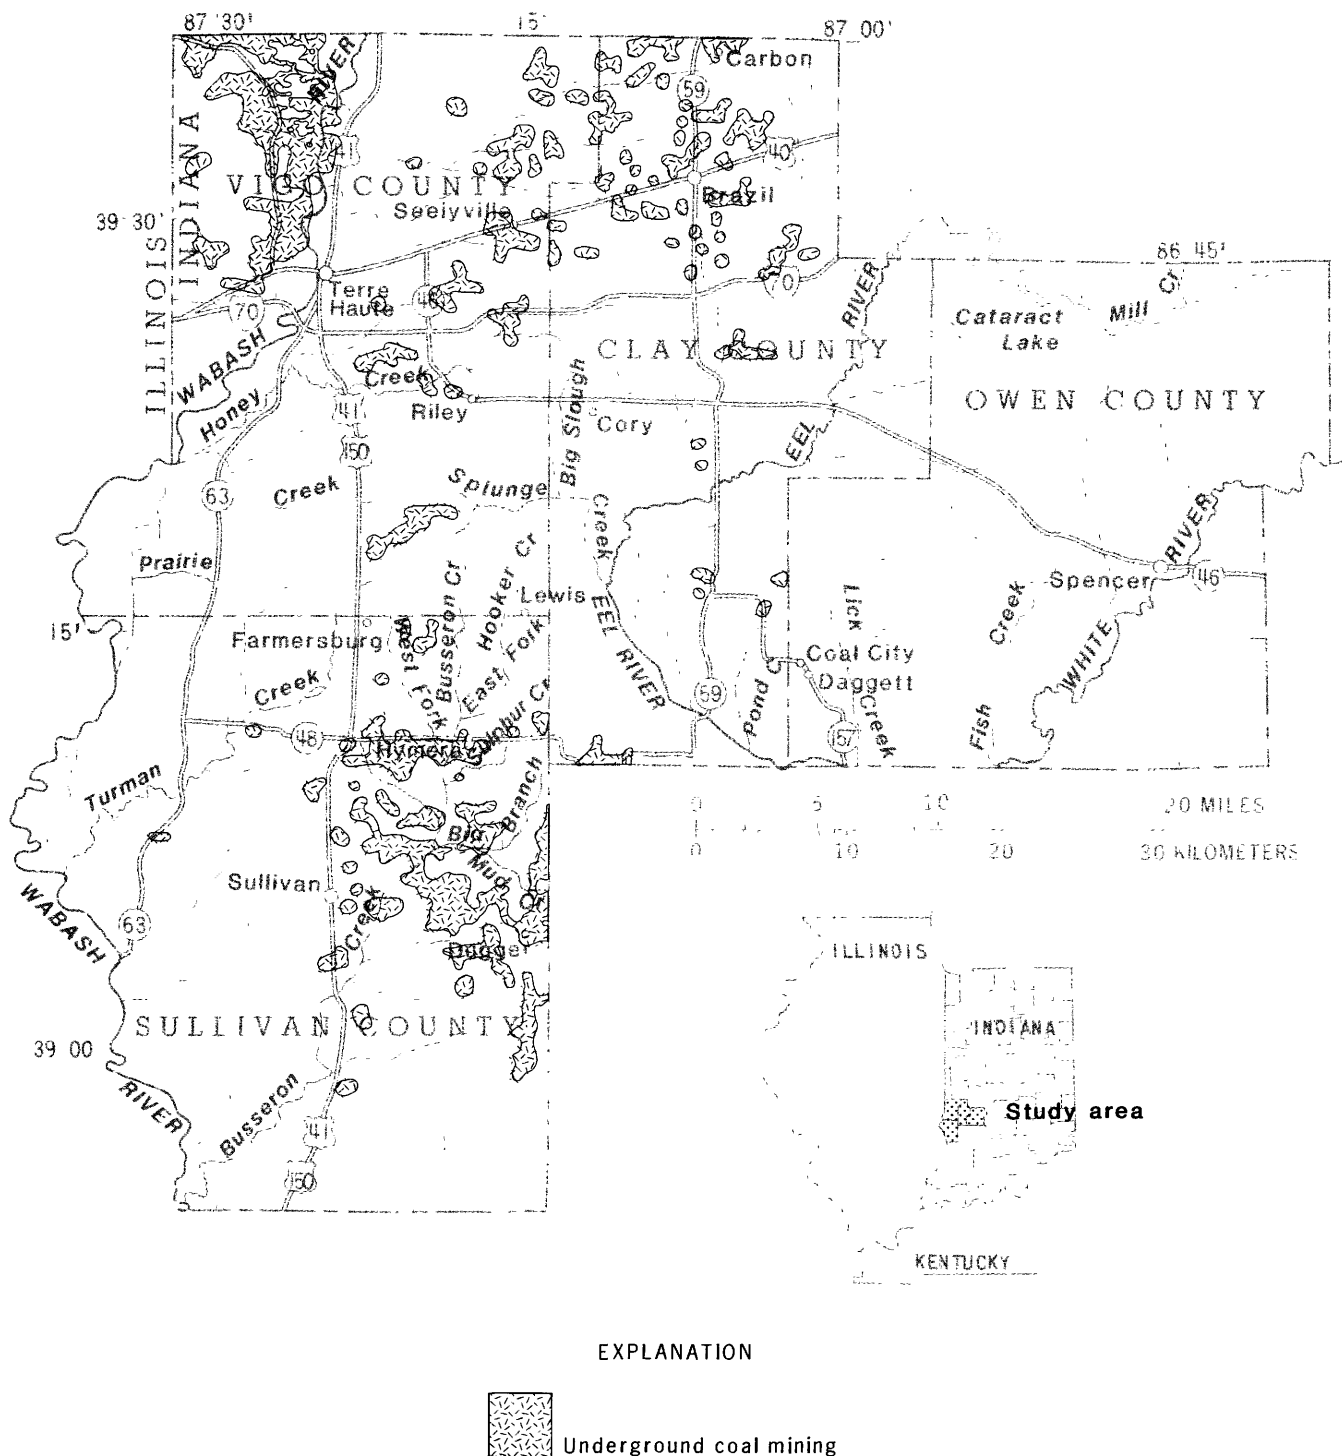 87 30'
15'
87 00'
RIVER
Carbon
59
INDIANA
41
40
VIGO COUNTY
Brazil
Seelyville
39 30'
ILLINOIS
86 45'
RIVER
Terre
Haute
46
70
70
Cataract
Lake
Mill Cr
WABASH
CLAY COUNTY
Honey
Creek
OWEN COUNTY
41
Riley
Big Slough
Cory
EEL
150
63
Creek
Splunge
Creek
RIVER
Prairie
Hooker Cr
Spencer
46
Busseron Cr
Lewis
EEL RIVER
Lick
Creek
15'
Farmersburg
West Fork
East Fork
WHITE
Coal City
Daggett
Creek
59
Pond
Creek
Fish
48
Hymera
Sulphur Cr
157
Turman
Branch
0 5 10 20 MILES
Big
0 10 20 30 KILOMETERS
Mud
Sullivan
Cr
WABASH
63
Creek
Dugger
ILLINOIS
SULLIVAN COUNTY
INDIANA
39 00
RIVER
Busseron
Study area
41
150
KENTUCKY
EXPLANATION
Underground coal mining